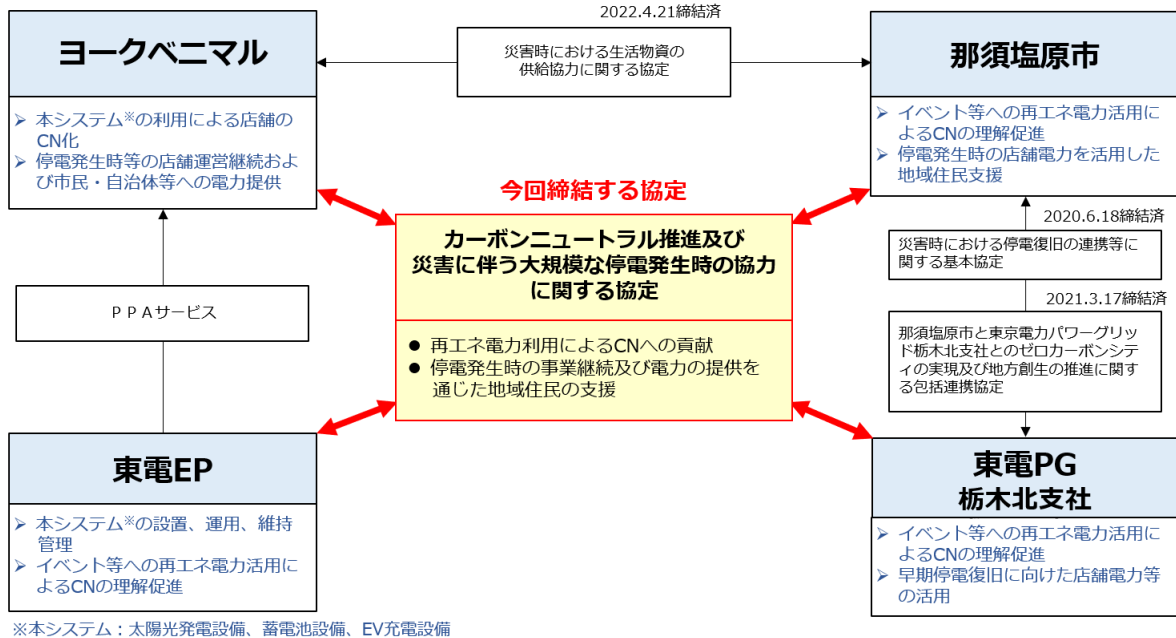 2022.4.21締結済
ヨークベニマル
災害時における生活物資の
供給協力に関する協定
那須塩原市
➢ 本システム※の利用による店舗の
CN化
➢ 停電発生時等の店舗運営継続およ
び市民・自治体等への電力提供
➢ イベント等への再エネ電力活用に
よるCNの理解促進
➢ 停電発生時の店舗電力を活用した
地域住民支援
今回締結する協定
カーボンニュートラル推進及び
災害に伴う大規模な停電発生時の協力
に関する協定
● 再エネ電力利用によるCNへの貢献
● 停電発生時の事業継続及び電力の提供を
通じた地域住民の支援
2020.6.18締結済
災害時における停電復旧の連携等に
関する基本協定
2021.3.17締結済
那須塩原市と東京電力パワーグリッ
ド栃木北支社とのゼロカーボンシテ
ィの実現及び地方創生の推進に関す
る包括連携協定
ＰＰＡサービス
東電EP
➢ 本システム※の設置、運用、維持
管理
➢ イベント等への再エネ電力活用に
よるCNの理解促進
東電PG
栃木北支社
➢ イベント等への再エネ電力活用に
よるCNの理解促進
➢ 早期停電復旧に向けた店舗電力等
の活用
※本システム：太陽光発電設備、蓄電池設備、EV充電設備